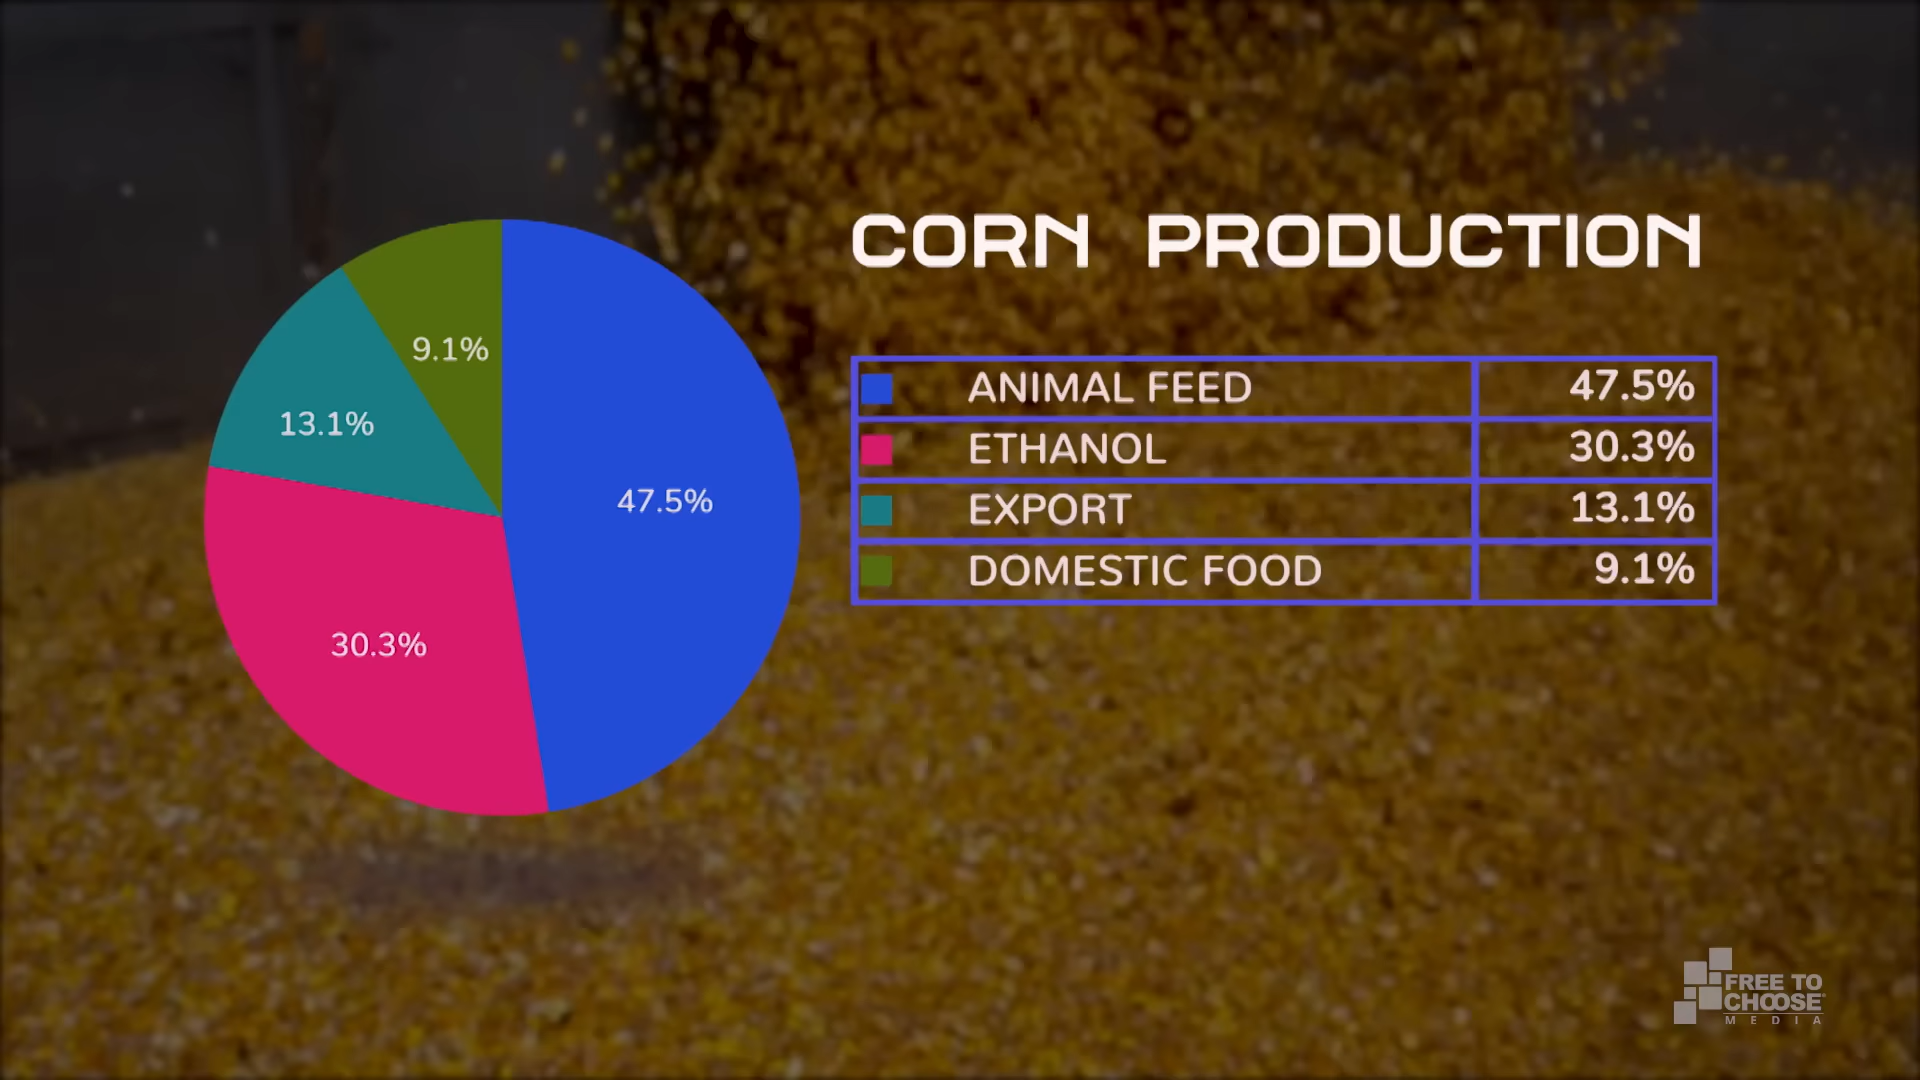 CORN PRODUCTION
9.1%
13.1%
47.5%
30.3%
ANIMAL FEED 47.5%
ETHANOL 30.3%
EXPORT 13.1%
DOMESTIC FOOD 9.1%
FREE TO
CHOOSE®
MEDIA